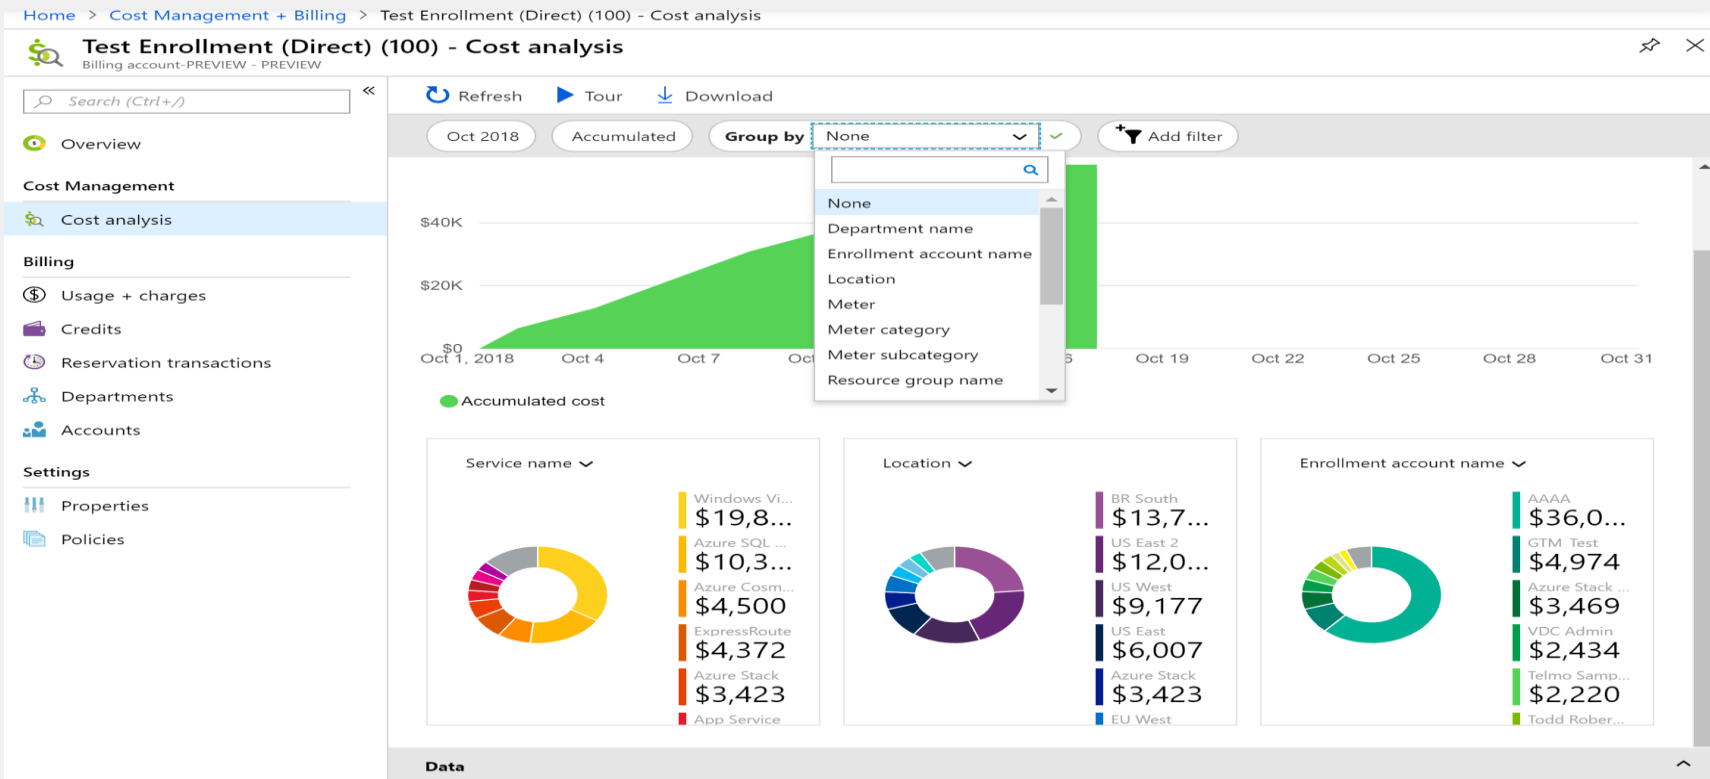 Home > Cost Management + Billing > Test Enrollment (Direct) (100) - Cost analysis
Test Enrollment (Direct) (100) - Cost analysis
Billing account-PREVIEW - PREVIEW
Search (Ctrl+/)
«
Overview
Cost Management
Cost analysis
Billing
Usage + charges
Credits
Reservation transactions
Departments
Accounts
Settings
Properties
Policies
Refresh
Tour
Download
Oct 2018
Accumulated
Group by
None
Add filter
None
Department name
Enrollment account name
Location
Meter
Meter category
Meter subcategory
Resource group name
$40K
$20K
$0
Oct 1, 2018
Oct 4
Oct 7
Oct 19
Oct 22
Oct 25
Oct 28
Oct 31
Accumulated cost
Service name
Windows Vi...
$19,8...
Azure SQL ...
$10,3...
Azure Cosm...
$4,500
ExpressRoute
$4,372
Azure Stack
$3,423
App Service
Location
BR South
$13,7...
US East 2
$12,0...
US West
$9,177
US East
$6,007
Azure Stack
$3,423
EU West
Enrollment account name
AAAA
$36,0...
GTM Test
$4,974
Azure Stack ...
$3,469
VDC Admin
$2,434
Telmo Samp...
$2,220
Todd Rober...
Data